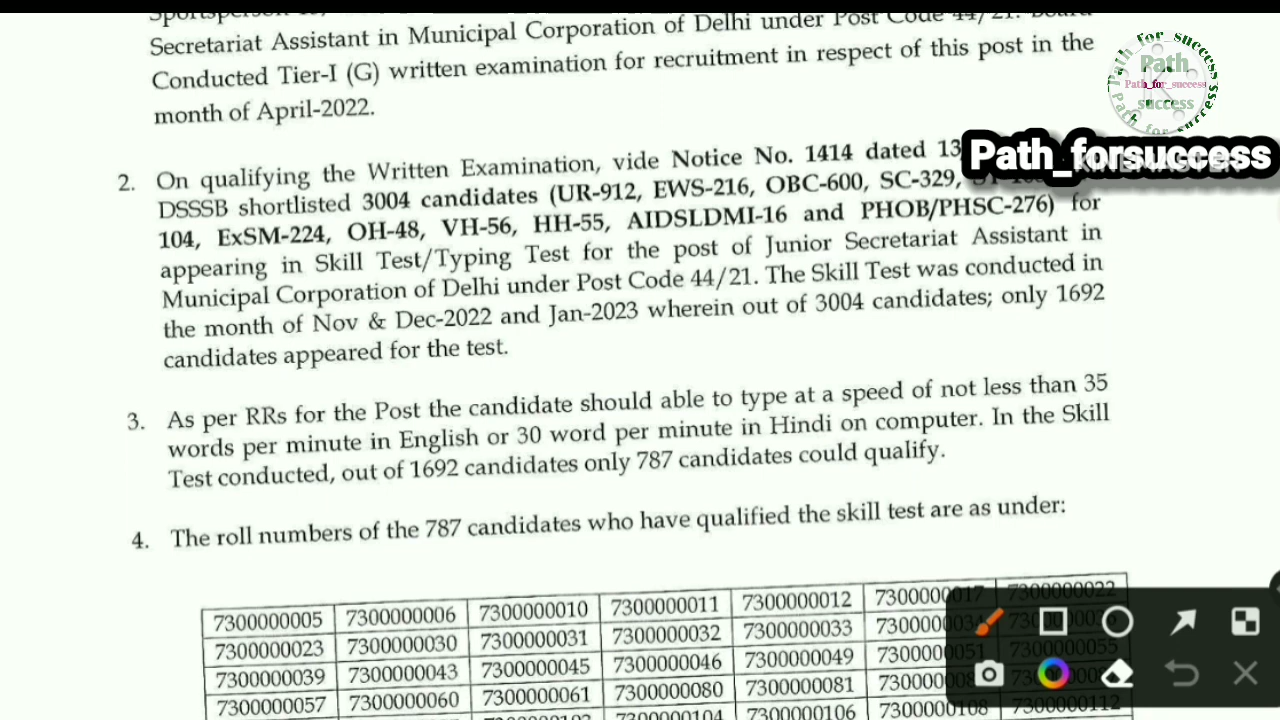 Secretariat Assistant in Municipal Corporation of Delhi under Post Code 44/21. Board
Conducted Tier-I (G) written examination for recruitment in respect of this post in the
month of April-2022.
2. On qualifying the Written Examination, vide Notice No. 1414 dated 13
DSSSB shortlisted 3004 candidates (UR-912, EWS-216, OBC-600, SC-329,
104, ExSM-224, OH-48, VH-56, HH-55, AIDSLDMI-16 and PHOB/PHSC-276) for
appearing in Skill Test/Typing Test for the post of Junior Secretariat Assistant in
Municipal Corporation of Delhi under Post Code 44/21. The Skill Test was conducted in
the month of Nov & Dec-2022 and Jan-2023 wherein out of 3004 candidates; only 1692
candidates appeared for the test.
3. As per RRs for the Post the candidate should able to type at a speed of not less than 35
words per minute in English or 30 word per minute in Hindi on computer. In the Skill
Test conducted, out of 1692 candidates only 787 candidates could qualify.
4. The roll numbers of the 787 candidates who have qualified the skill test are as under:
7300000005 7300000006 7300000010 7300000011 7300000012 7300000017 7300000022
7300000023 7300000030 7300000031 7300000032 7300000033
7300000039 7300000043 7300000045 7300000046 7300000049 7300000051 7300000055
7300000057 7300000060 7300000061 7300000080 7300000081
7300000104 7300000106 7300000108 7300000112
Path_for_success
Path
Path_for_success
success
Path_for_success
Path_forsuccess
KINEMASTER